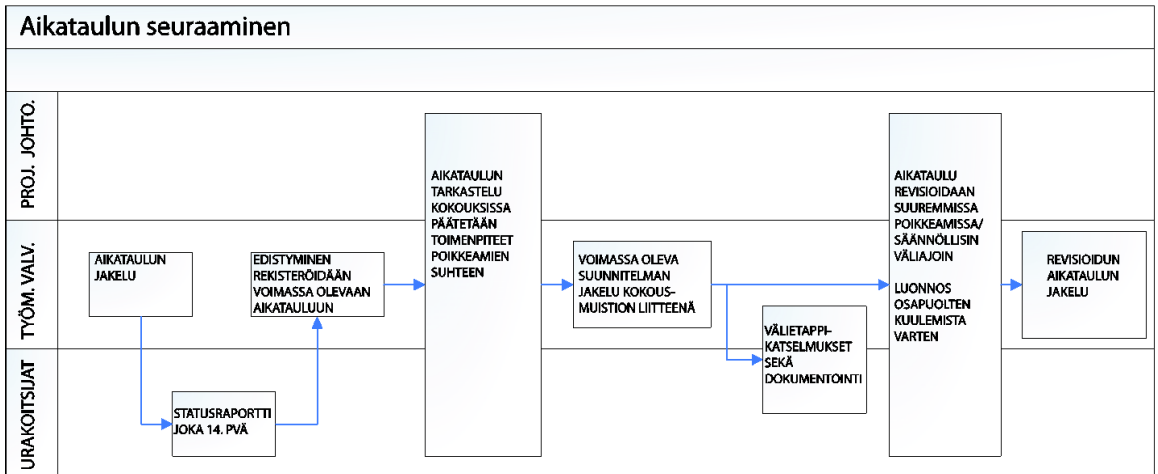 Aikataulun seuraaminen
PROJ. JOHTO.
TYÖM. VALV.
URAKOITSIJAT
AIKATAULUN
JAKELU
STATUSRAPORTTI
JOKA 14. PVÄ
EDISTYMINEN
REKISTERÖIDÄÄN
VOIMASSA OLEVAAN
AIKATAULUUN
AIKATAULUN
TARKASTELU
KOKOUKSISSA
PÄÄTETÄÄN
TOIMENPITEET
POIKKEAMIEN
SUHTEEN
VOIMASSA OLEVA
SUUNNITELMAN
JAKELU KOKOUS-
MUISTION LIITTEENÄ
VÄLIETAPPI-
KATSELMUKSET
SEKÄ
DOKUMENTOINTI
AIKATAULU
REVISIOIDAAN
SUUREMMISSA
POIKKEAMISSA/
SÄÄNNÖLLISIN
VÄLIAJOIN
LUONNOS
OSAPUOLTEN
KUULEMISTA
VARTEN
REVISIOIDUN
AIKATAULUN
JAKELU